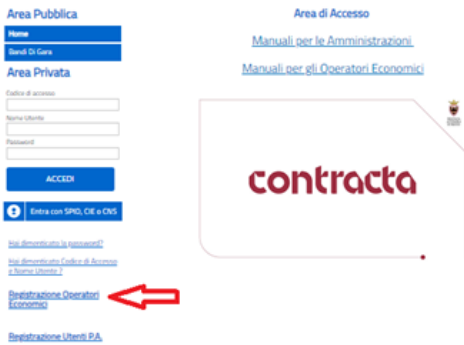 Area Pubblica
Home
Bandi Di Gara
Area Privata
Codice di accesso
Nome Utente
Password
ACCEDI
Entra con SPID, CIE o CNS
Hai dimenticato la password?
Hai dimenticato Codice di Accesso
e Nome Utente ?
Registrazione Operatori
Economici
Registrazione Utenti P.A.
Area di Accesso
Manuali per le Amministrazioni
Manuali per gli Operatori Economici
contracta